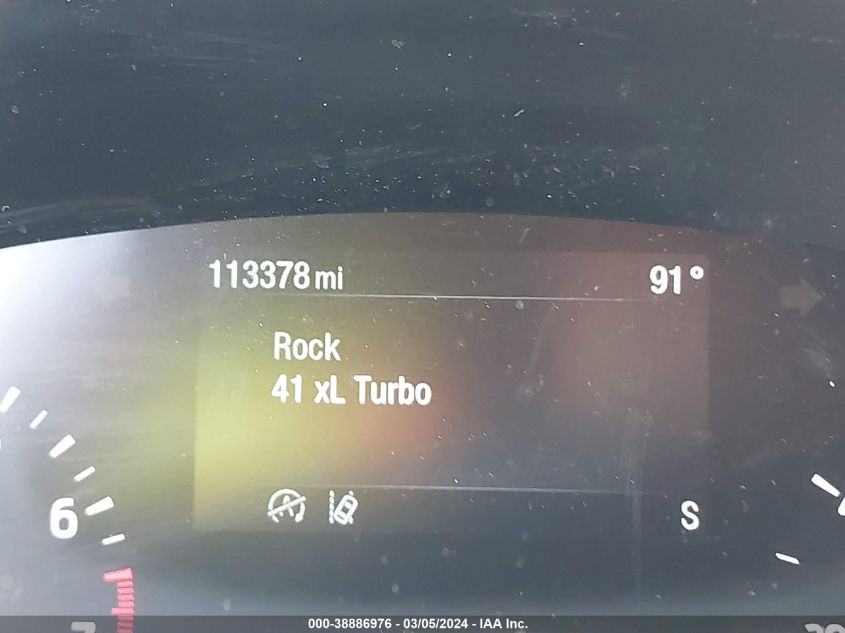 113378 mi 91°
Rock
41 xL Turbo
6
S
000-38886976 - 03/05/2024 - IAA Inc.